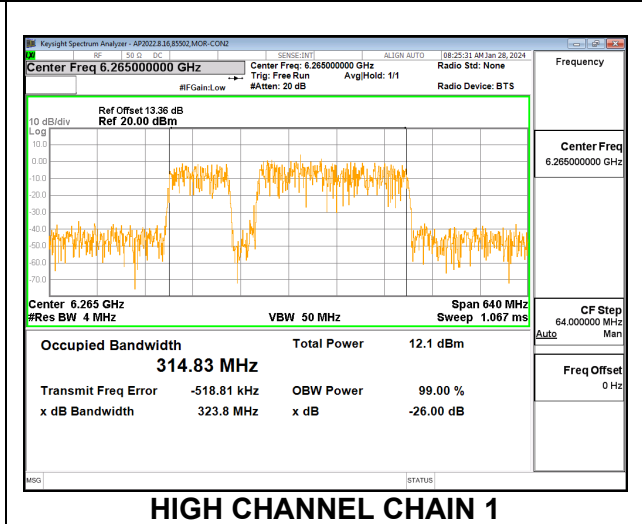 Keysight Spectrum Analyzer - AP2022.8.16,85502,MOR-CON2
RF 50 Ω DC SENSE:INT ALIGN AUTO 08:25:31 AM Jan 28, 2024
Center Freq 6.265000000 GHz Center Freq: 6.265000000 GHz Radio Std: None
Trig: Free Run Avg|Hold: 1/1
#IFGain:Low #Atten: 20 dB Radio Device: BTS
Frequency
Ref Offset 13.36 dB
10 dB/div Ref 20.00 dBm
Log
10.0
0.00
-10.0
-20.0
-30.0
-40.0
-50.0
-60.0
-70.0
Center 6.265 GHz Span 640 MHz
#Res BW 4 MHz VBW 50 MHz Sweep 1.067 ms
Occupied Bandwidth Total Power 12.1 dBm
314.83 MHz
Transmit Freq Error -518.81 kHz OBW Power 99.00 %
x dB Bandwidth 323.8 MHz x dB -26.00 dB
Center Freq
6.265000000 GHz
CF Step
64.000000 MHz
Auto Man
Freq Offset
0 Hz
MSG STATUS
HIGH CHANNEL CHAIN 1